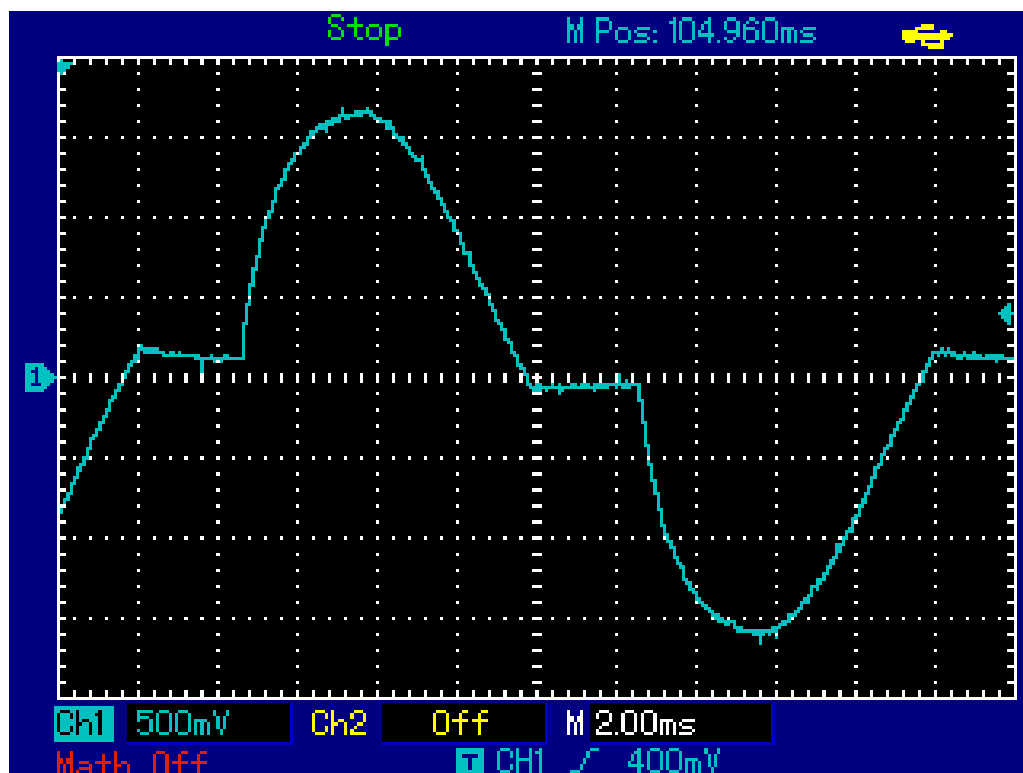 Stop M Pos: 104.960ms
1
Ch1 500mV Ch2 Off M 2.00ms
Math Off T CH1 400mV